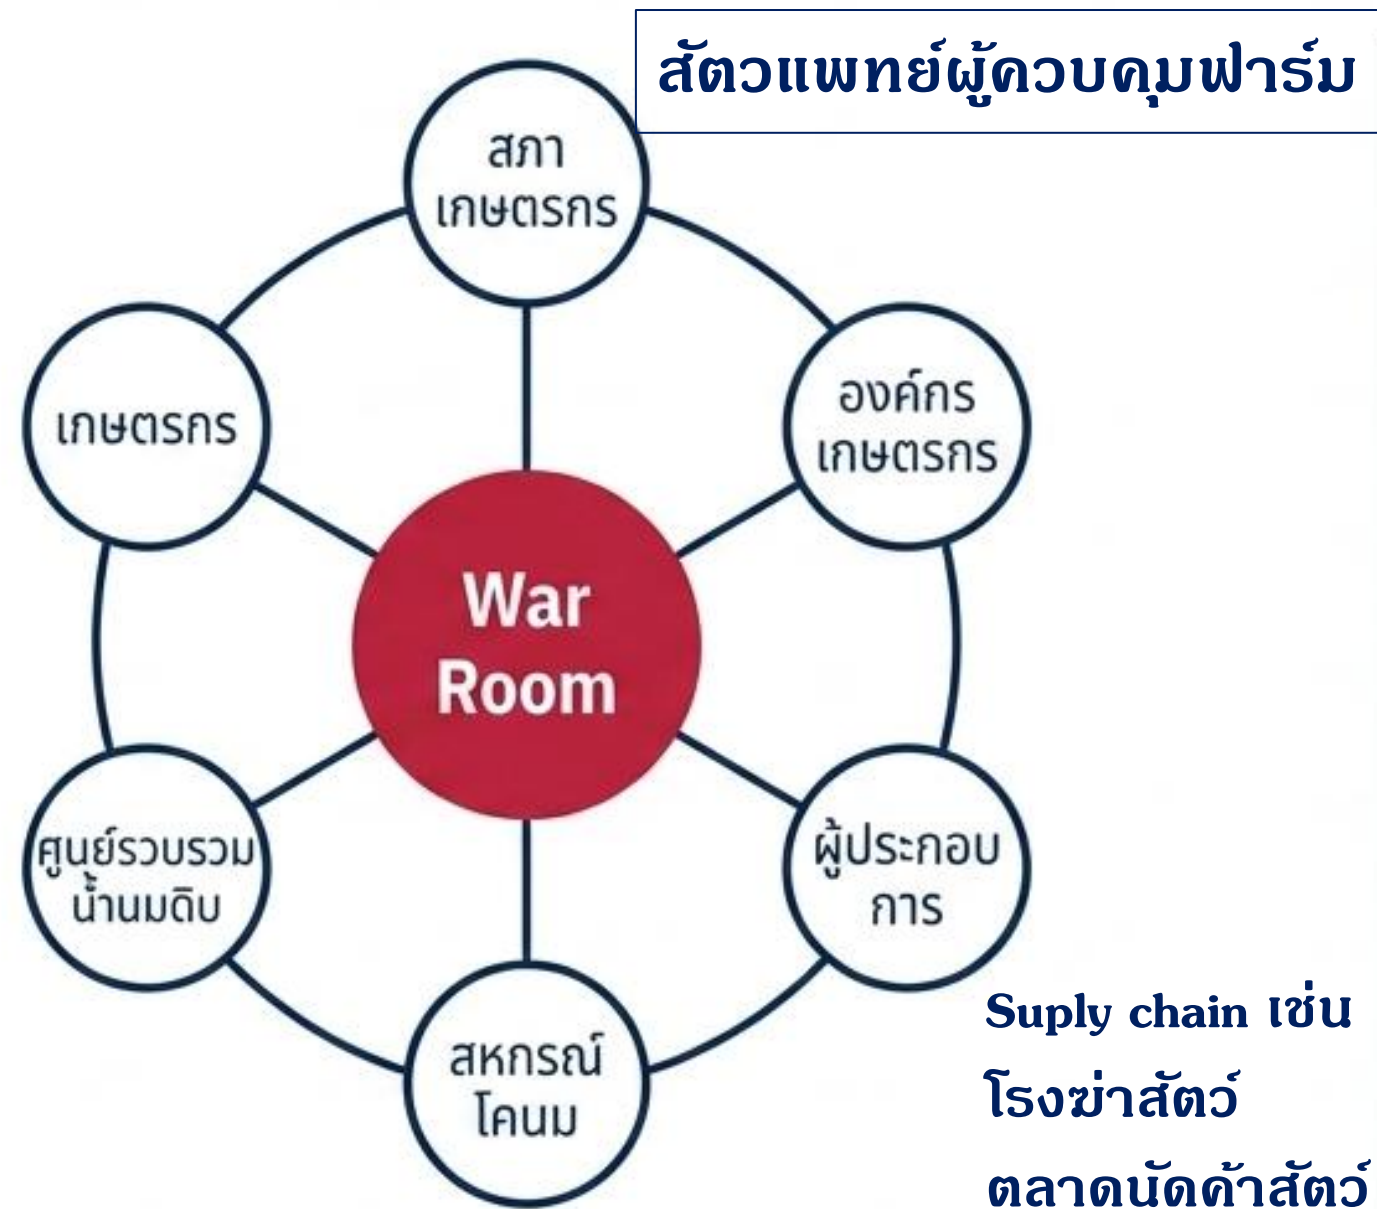 สัตวแพทย์ผู้ควบคุมฟาร์ม
สภา
เกษตรกร
เกษตรกร
องค์กร
เกษตรกร
War
Room
ศูนย์รวบรวม
น้ำนมดิบ
ผู้ประกอบ
การ
สหกรณ์
โคนม
Suply chain เช่น
โรงฆ่าสัตว์
ตลาดนัดค้าสัตว์